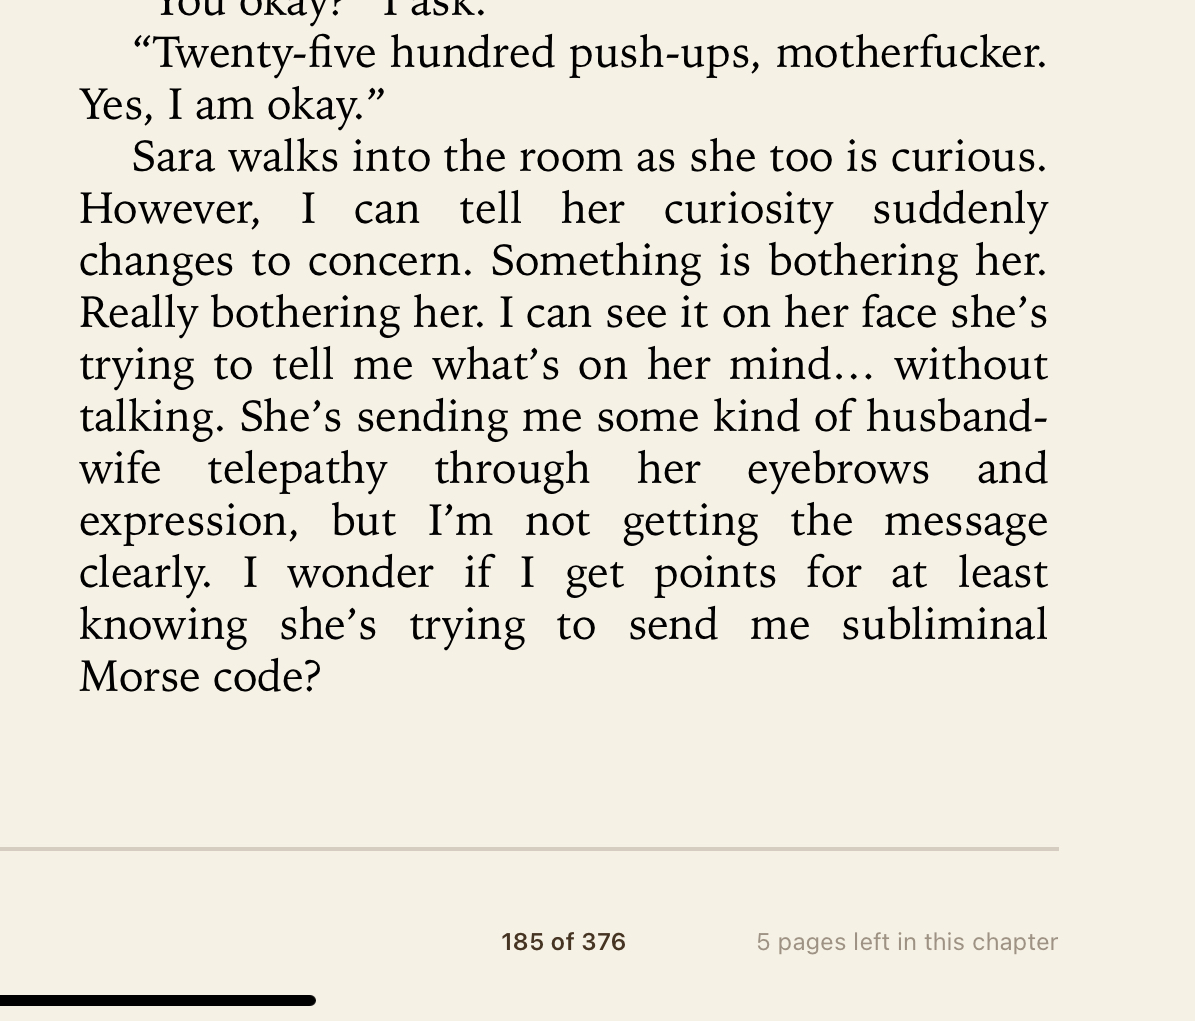 “You okay?” I ask.
“Twenty-five hundred push-ups, motherfucker.
Yes, I am okay.”
Sara walks into the room as she too is curious.
However, I can tell her curiosity suddenly
changes to concern. Something is bothering her.
Really bothering her. I can see it on her face she’s
trying to tell me what’s on her mind… without
talking. She’s sending me some kind of husband-
wife telepathy through her eyebrows and
expression, but I’m not getting the message
clearly. I wonder if I get points for at least
knowing she’s trying to send me subliminal
Morse code?
185 of 376
5 pages left in this chapter